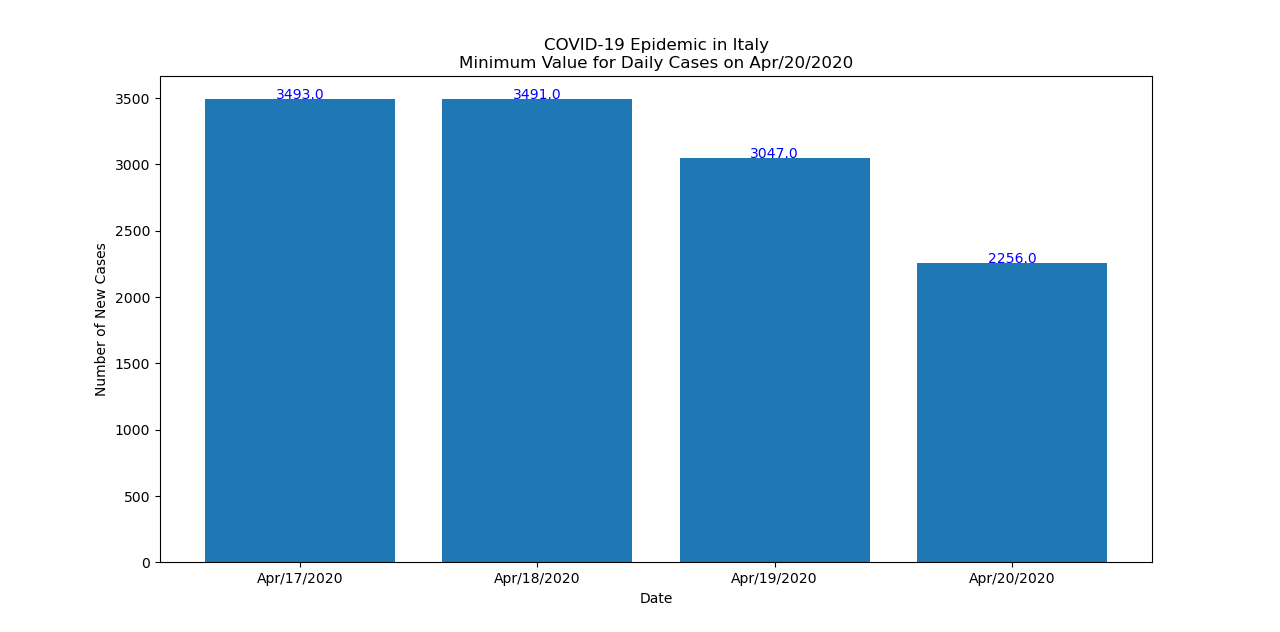 COVID-19 Epidemic in Italy
Minimum Value for Daily Cases on Apr/20/2020
3493.0
3491.0
3047.0
2256.0
Number of New Cases
3500
3000
2500
2000
1500
1000
500
0
Apr/17/2020
Apr/18/2020
Apr/19/2020
Apr/20/2020
Date